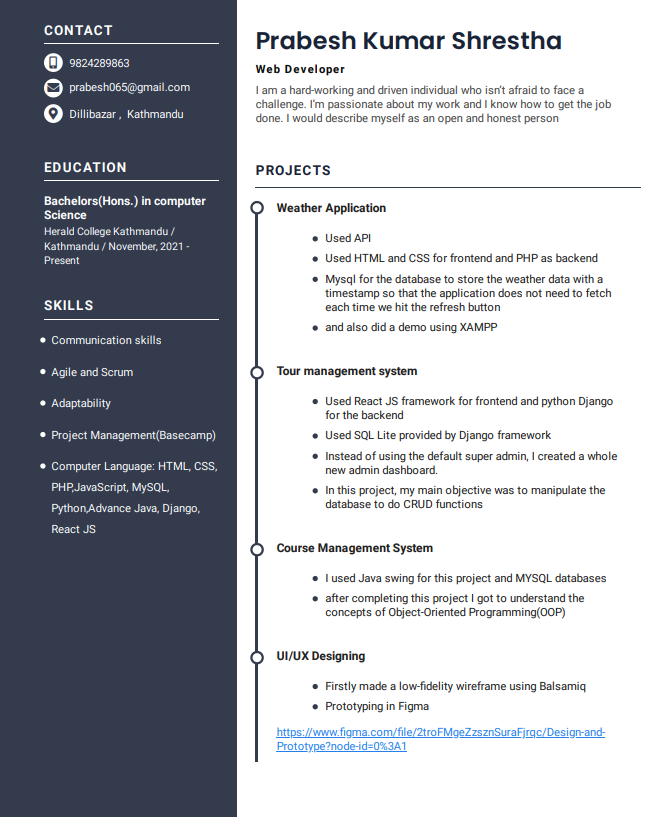 CONTACT
9824289863
prabesh065@gmail.com
Dillibazar , Kathmandu
EDUCATION
Bachelors(Hons.) in computer
Science
Herald College Kathmandu /
Kathmandu / November, 2021 -
Present
SKILLS
Communication skills
Agile and Scrum
Adaptability
Project Management(Basecamp)
Computer Language: HTML, CSS,
PHP,JavaScript, MySQL,
Python,Advance Java, Django,
React JS
Prabesh Kumar Shrestha
Web Developer
I am a hard-working and driven individual who isn't afraid to face a
challenge. I'm passionate about my work and I know how to get the job
done. I would describe myself as an open and honest person
PROJECTS
Weather Application
Used API
Used HTML and CSS for frontend and PHP as backend
Mysql for the database to store the weather data with a
timestamp so that the application does not need to fetch
each time we hit the refresh button
and also did a demo using XAMPP
Tour management system
Used React JS framework for frontend and python Django
for the backend
Used SQL Lite provided by Django framework
Instead of using the default super admin, I created a whole
new admin dashboard.
In this project, my main objective was to manipulate the
database to do CRUD functions
Course Management System
I used Java swing for this project and MYSQL databases
after completing this project I got to understand the
concepts of Object-Oriented Programming(OOP)
UI/UX Designing
Firstly made a low-fidelity wireframe using Balsamiq
Prototyping in Figma
https://www.figma.com/file/2troFMgeZzsznSuraFjrqc/Design-and-
Prototype?node-id=0%3A1